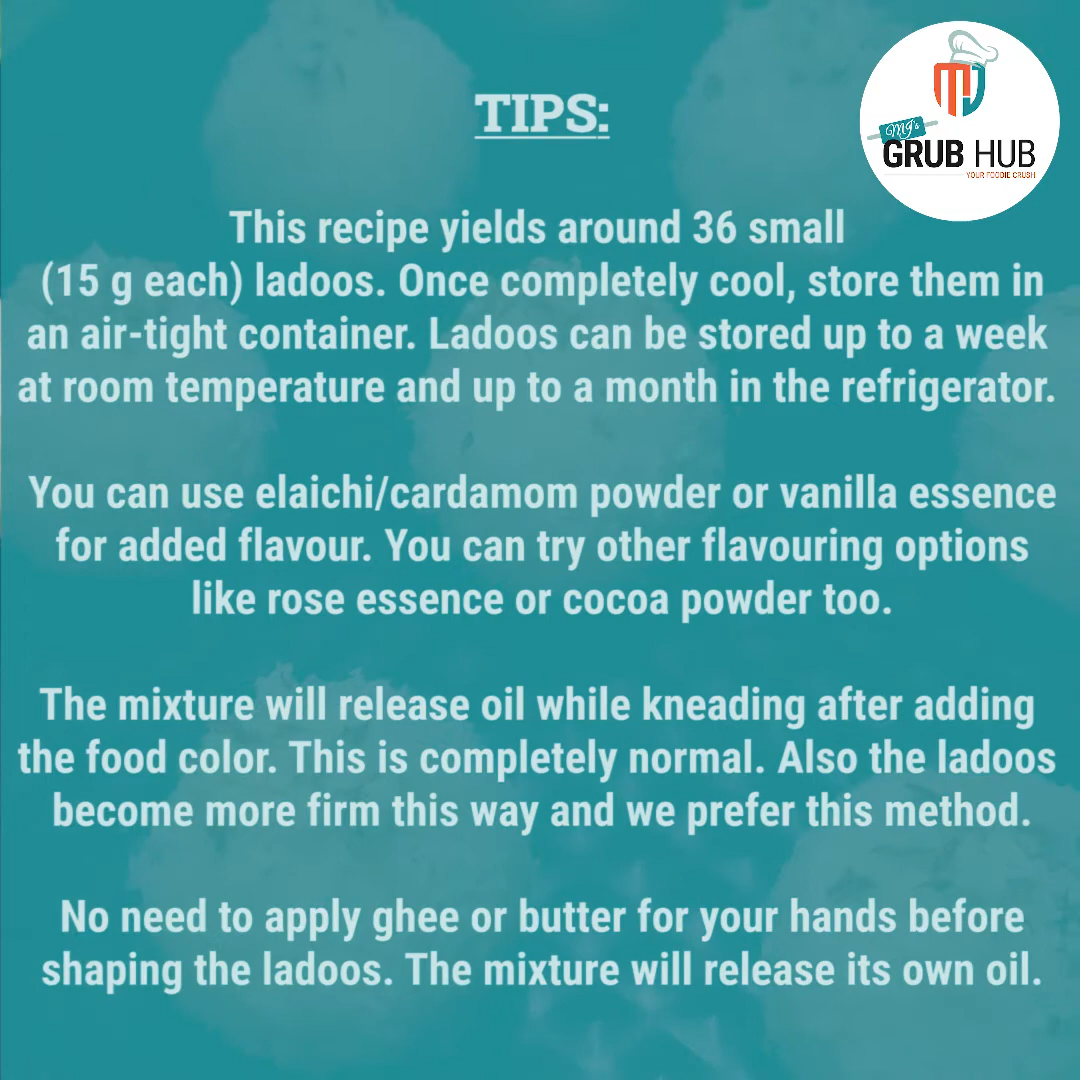 TIPS:
MJ
MJ's
GRUB HUB
YOUR FOODIE CRUSH
This recipe yields around 36 small
(15 g each) ladoos. Once completely cool, store them in
an air-tight container. Ladoos can be stored up to a week
at room temperature and up to a month in the refrigerator.
You can use elaichi/cardamom powder or vanilla essence
for added flavour. You can try other flavouring options
like rose essence or cocoa powder too.
The mixture will release oil while kneading after adding
the food color. This is completely normal. Also the ladoos
become more firm this way and we prefer this method.
No need to apply ghee or butter for your hands before
shaping the ladoos. The mixture will release its own oil.